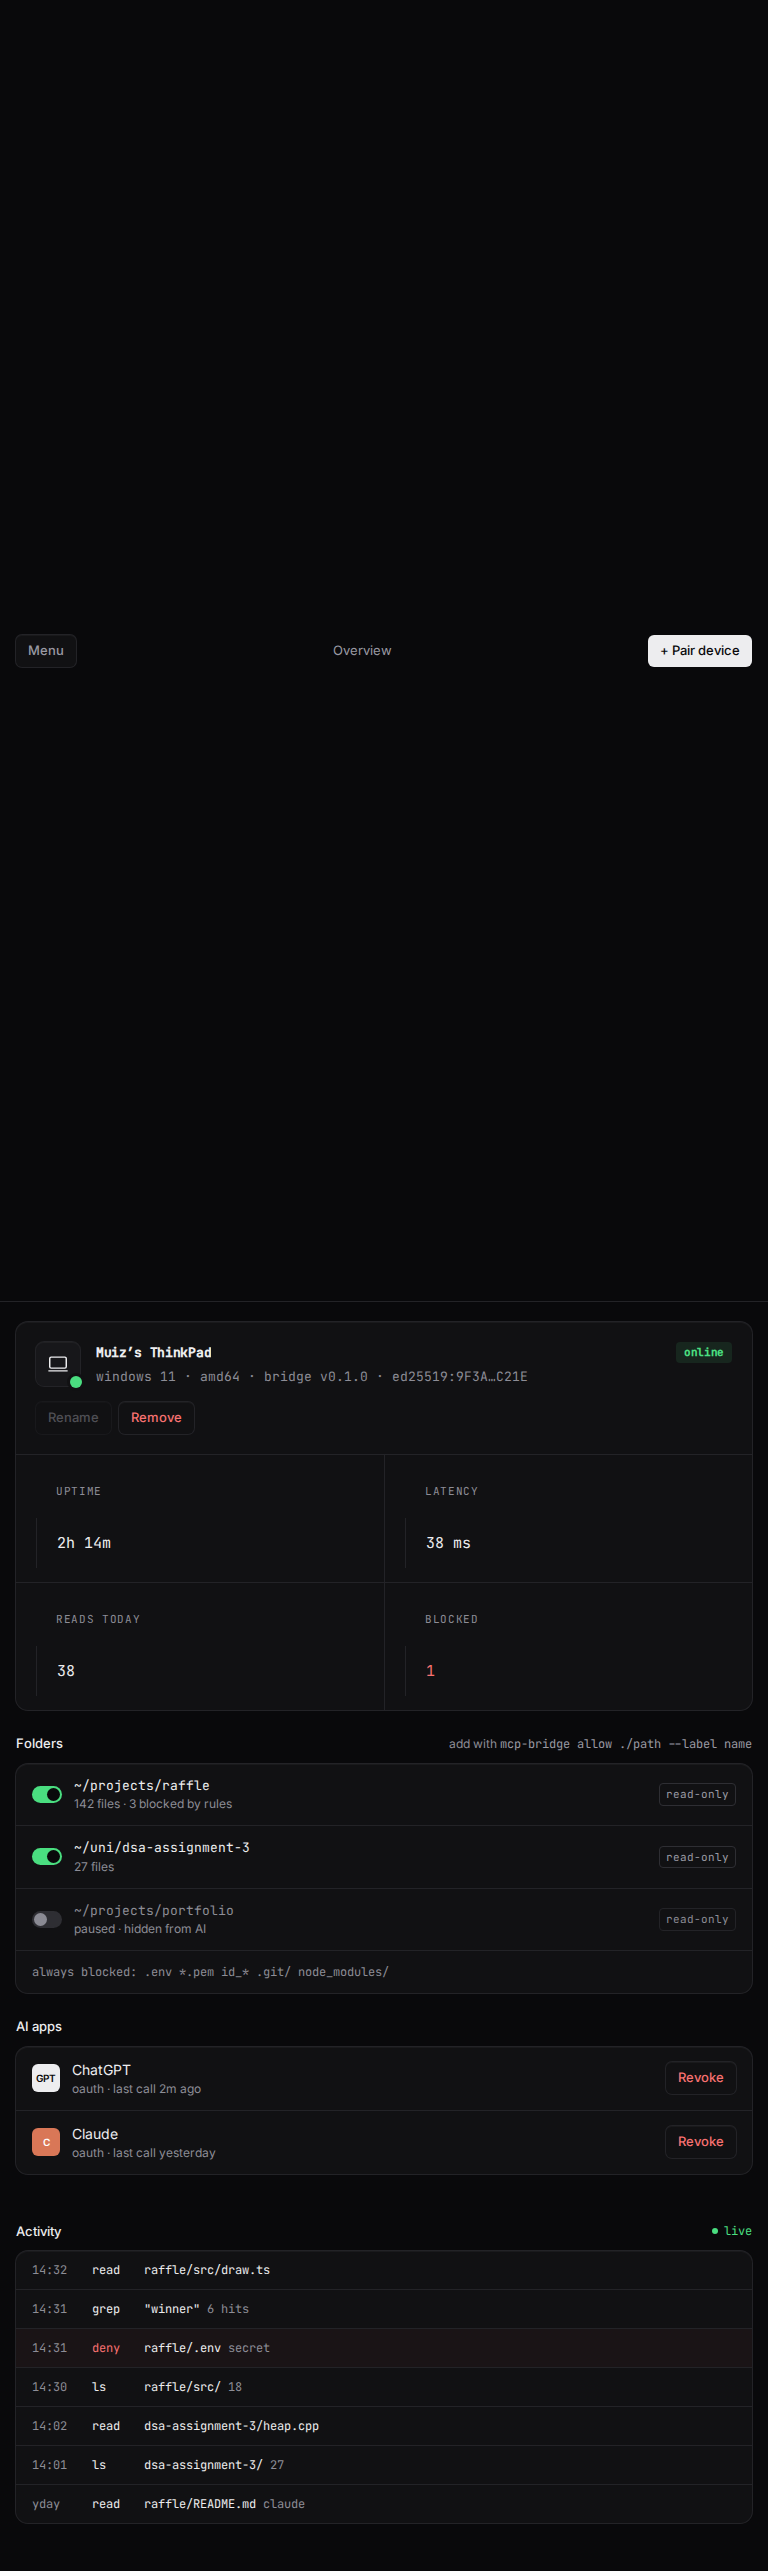 Menu
Overview
+ Pair device
Muiz’s ThinkPad
online
windows 11 · amd64 · bridge v0.1.0 · ed25519:9F3A…C21E
Rename
Remove
UPTIME
LATENCY
2h 14m
38 ms
READS TODAY
BLOCKED
38
1
Folders
add with mcp-bridge allow ./path --label name
~/projects/raffle
142 files · 3 blocked by rules
read-only
~/uni/dsa-assignment-3
27 files
read-only
~/projects/portfolio
paused · hidden from AI
read-only
always blocked: .env *.pem id_* .git/ node_modules/
AI apps
GPT
ChatGPT
oauth · last call 2m ago
Revoke
C
Claude
oauth · last call yesterday
Revoke
Activity
live
14:32 read raffle/src/draw.ts
14:31 grep "winner" 6 hits
14:31 deny raffle/.env secret
14:30 ls raffle/src/ 18
14:02 read dsa-assignment-3/heap.cpp
14:01 ls dsa-assignment-3/ 27
yday read raffle/README.md claude